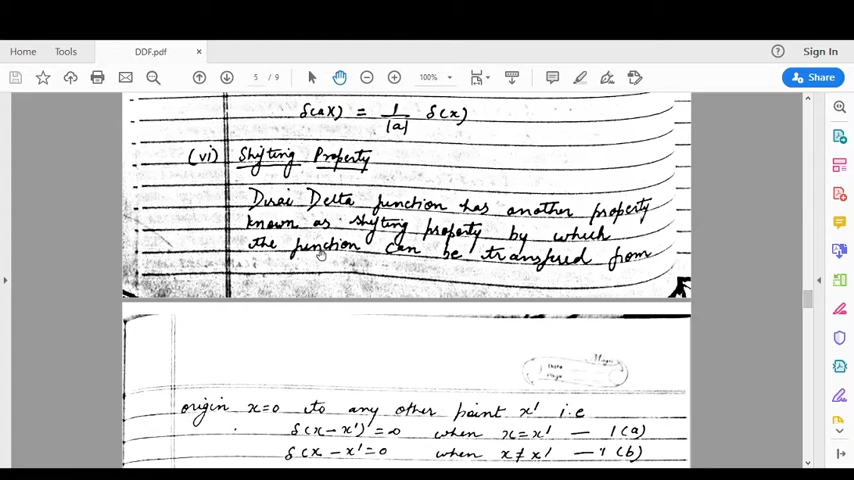 Home Tools DDF.pdf × Sign In
5 / 9 100% Share
δ(ax) = 1/|a| δ(x)
(vi) Shifting Property
Dirai Delta function has another property
known as shifting property by which
the function can be transferred from
origin x=0 to any other point x' i.e
δ(x-x') = ∞ when x=x' — 1(a)
δ(x-x'=0 when x≠x' — 1(b)